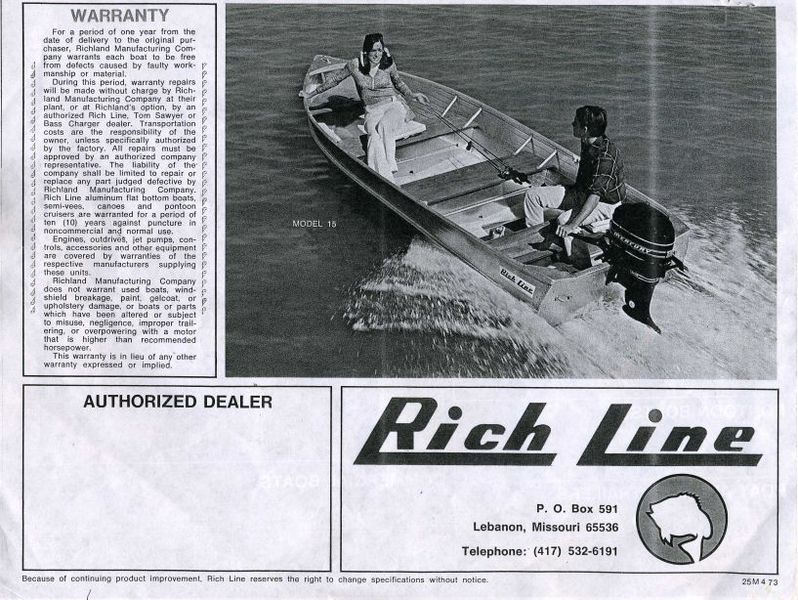 WARRANTY
For a period of one year from the
date of delivery to the original pur-
chaser, Richland Manufacturing Com-
pany warrants each boat to be free
from defects caused by faulty work-
manship or material.
During this period, warranty repairs
will be made without charge by Rich-
land Manufacturing Company at their
plant, or at Richland's option, by an
authorized Rich Line, Tom Sawyer or
Bass Charger dealer. Transportation
costs are the responsibility of the
owner, unless specifically authorized
by the factory. All repairs must be
approved by an authorized company
representative. The liability of the
company shall be limited to repair or
replace any part judged defective by
Richland Manufacturing Company.
Rich Line aluminum flat bottom boats,
semi-vees, canoes and pontoon
cruisers are warranted for a period of
ten (10) years against puncture in
noncommercial and normal use.
Engines, outdrives, jet pumps, con-
trols, accessories and other equipment
are covered by warranties of the
respective manufacturers supplying
these units.
Richland Manufacturing Company
does not warrant used boats, wind-
shield breakage, paint, gelcoat, or
upholstery damage, or boats or parts
which have been altered or subject
to misuse, negligence, improper trail-
ering, or overpowering with a motor
that is higher than recommended
horsepower.
This warranty is in lieu of any other
warranty expressed or implied.
MODEL 15
MERCURY
Rich Line
AUTHORIZED DEALER
Rich Line
P. O. Box 591
Lebanon, Missouri 65536
Telephone: (417) 532-6191
Because of continuing product improvement, Rich Line reserves the right to change specifications without notice.
25M 4 73